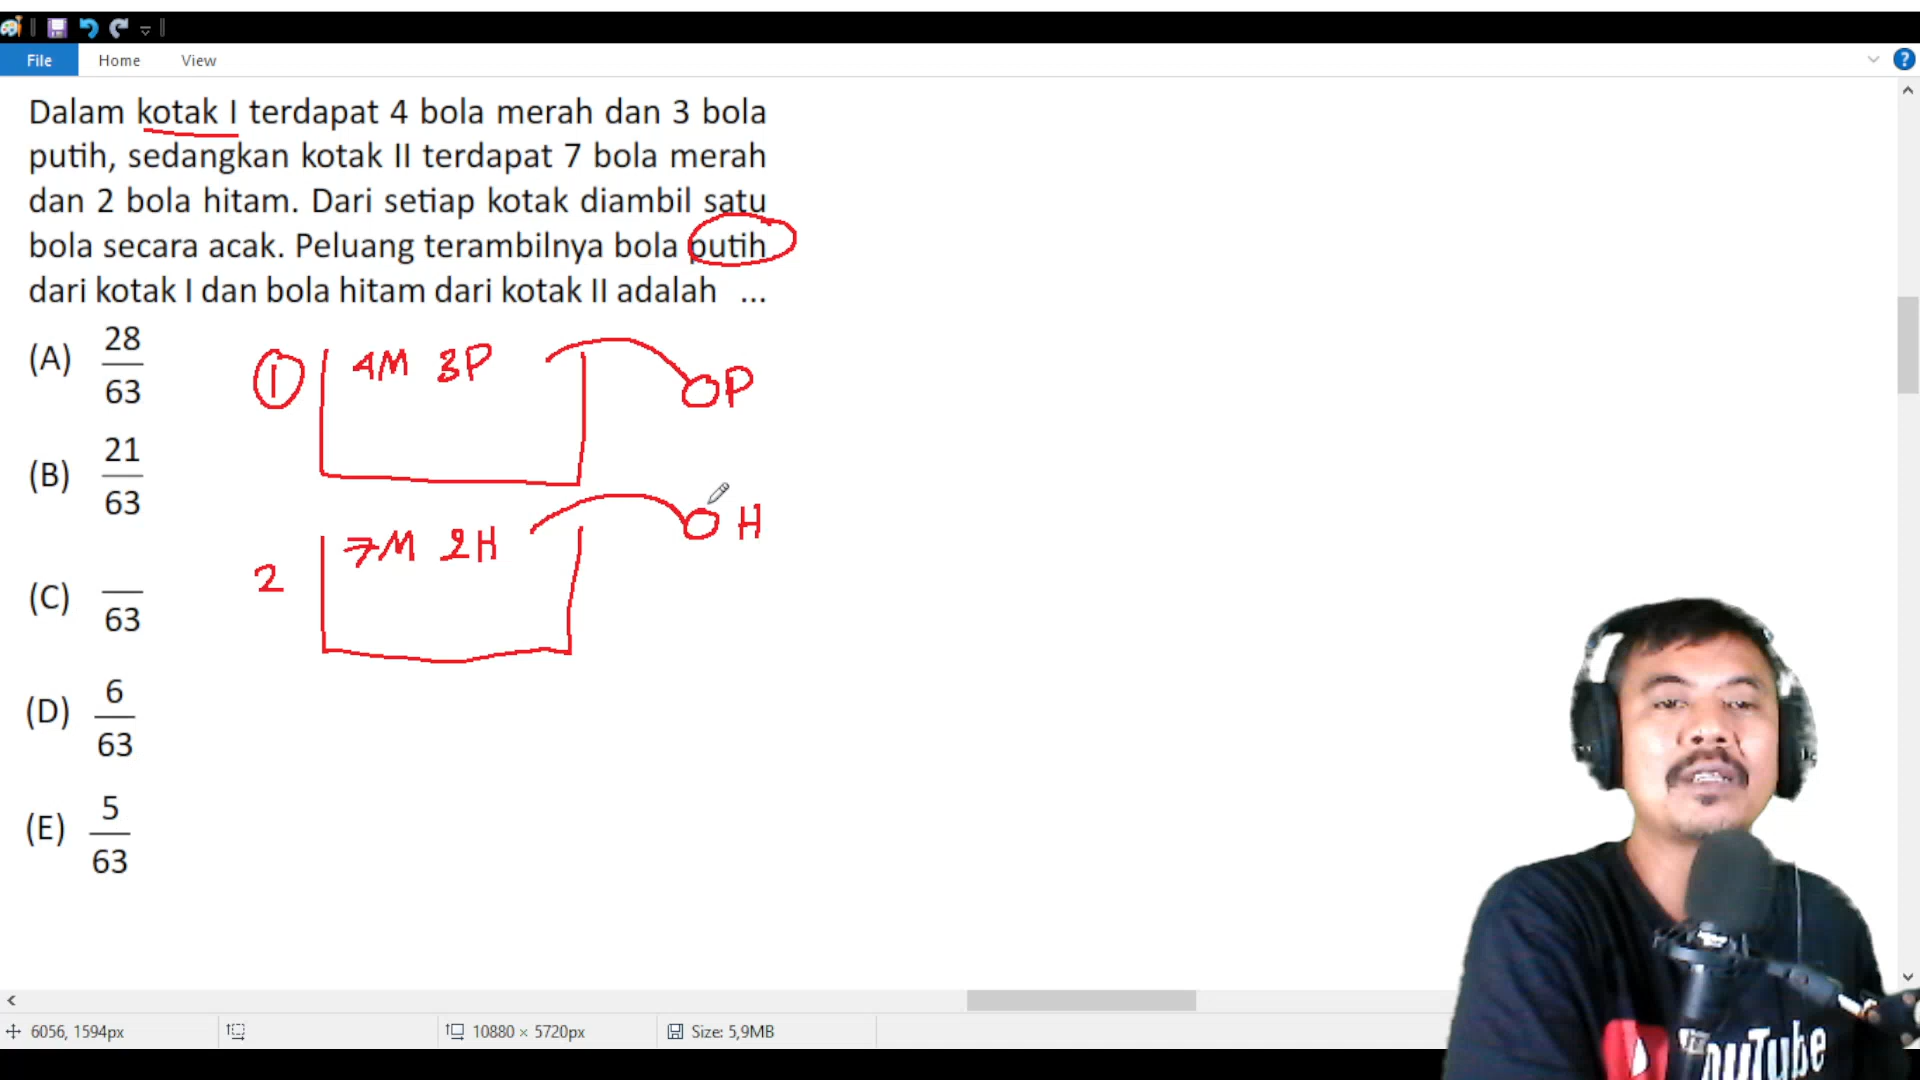 File Home View
Dalam kotak I terdapat 4 bola merah dan 3 bola
putih, sedangkan kotak II terdapat 7 bola merah
dan 2 bola hitam. Dari setiap kotak diambil satu
bola secara acak. Peluang terambilnya bola putih
dari kotak I dan bola hitam dari kotak II adalah ...
(A) 28/63
(B) 21/63
(C) /63
(D) 6/63
(E) 5/63
1 4M 3P P
2 7M 2H H
6056, 1594px 10880 × 5720px Size: 5,9MB
YouTube